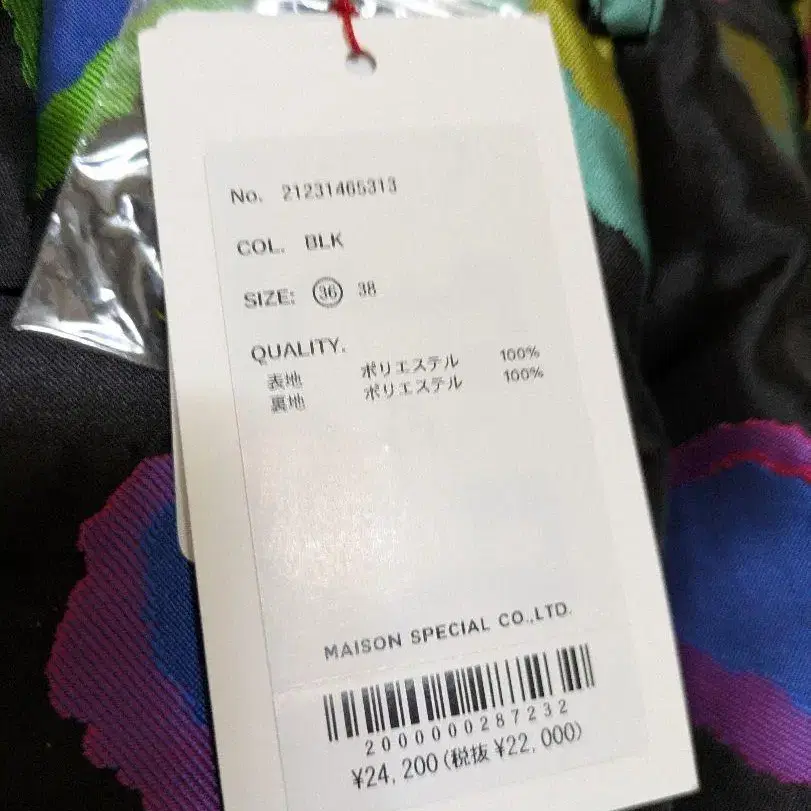 No. 21231465313
COL. BLK
SIZE: 36 38
QUALITY.
表地 ポリエステル 100%
裏地 ポリエステル 100%
MAISON SPECIAL CO.,LTD.
2000000287232
¥24,200(税抜¥22,000)